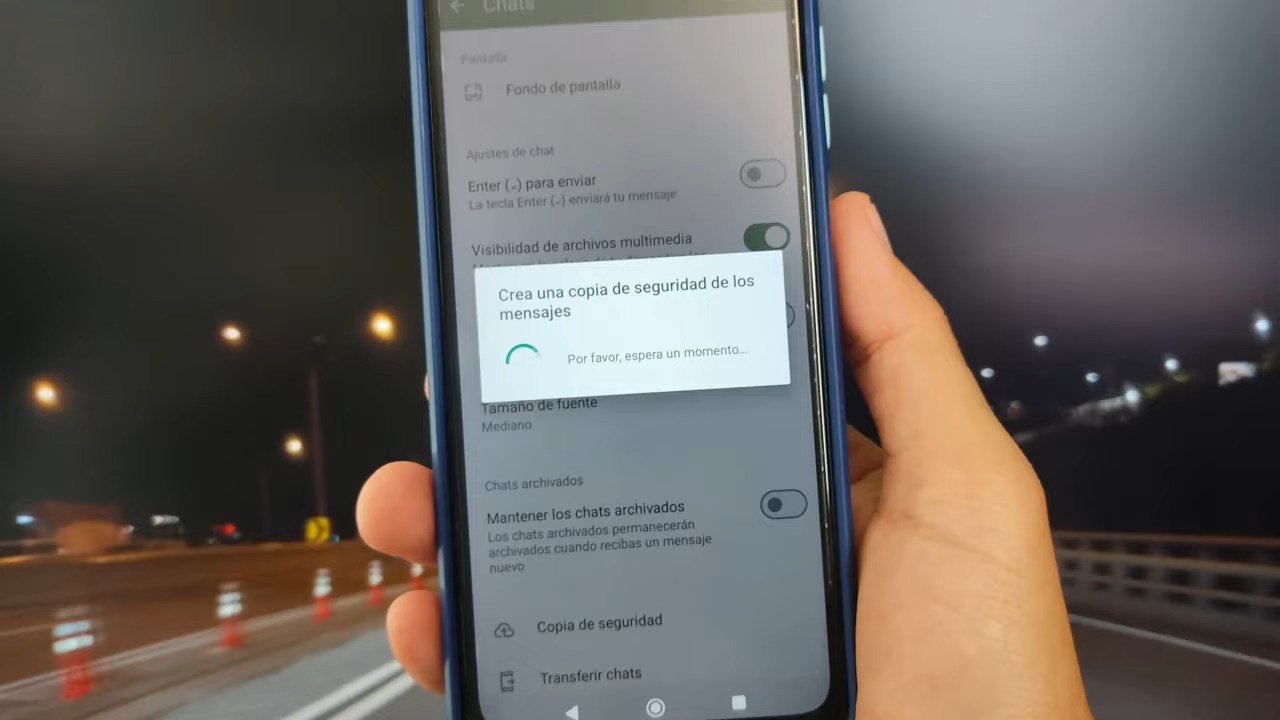 Chats
Pantalla
Fondo de pantalla
Ajustes de chat
Enter (↵) para enviar
La tecla Enter (↵) enviará tu mensaje
Visibilidad de archivos multimedia
Crea una copia de seguridad de los
mensajes
Por favor, espera un momento...
Tamaño de fuente
Mediano
Chats archivados
Mantener los chats archivados
Los chats archivados permanecerán
archivados cuando recibas un mensaje
nuevo
Copia de seguridad
Transferir chats